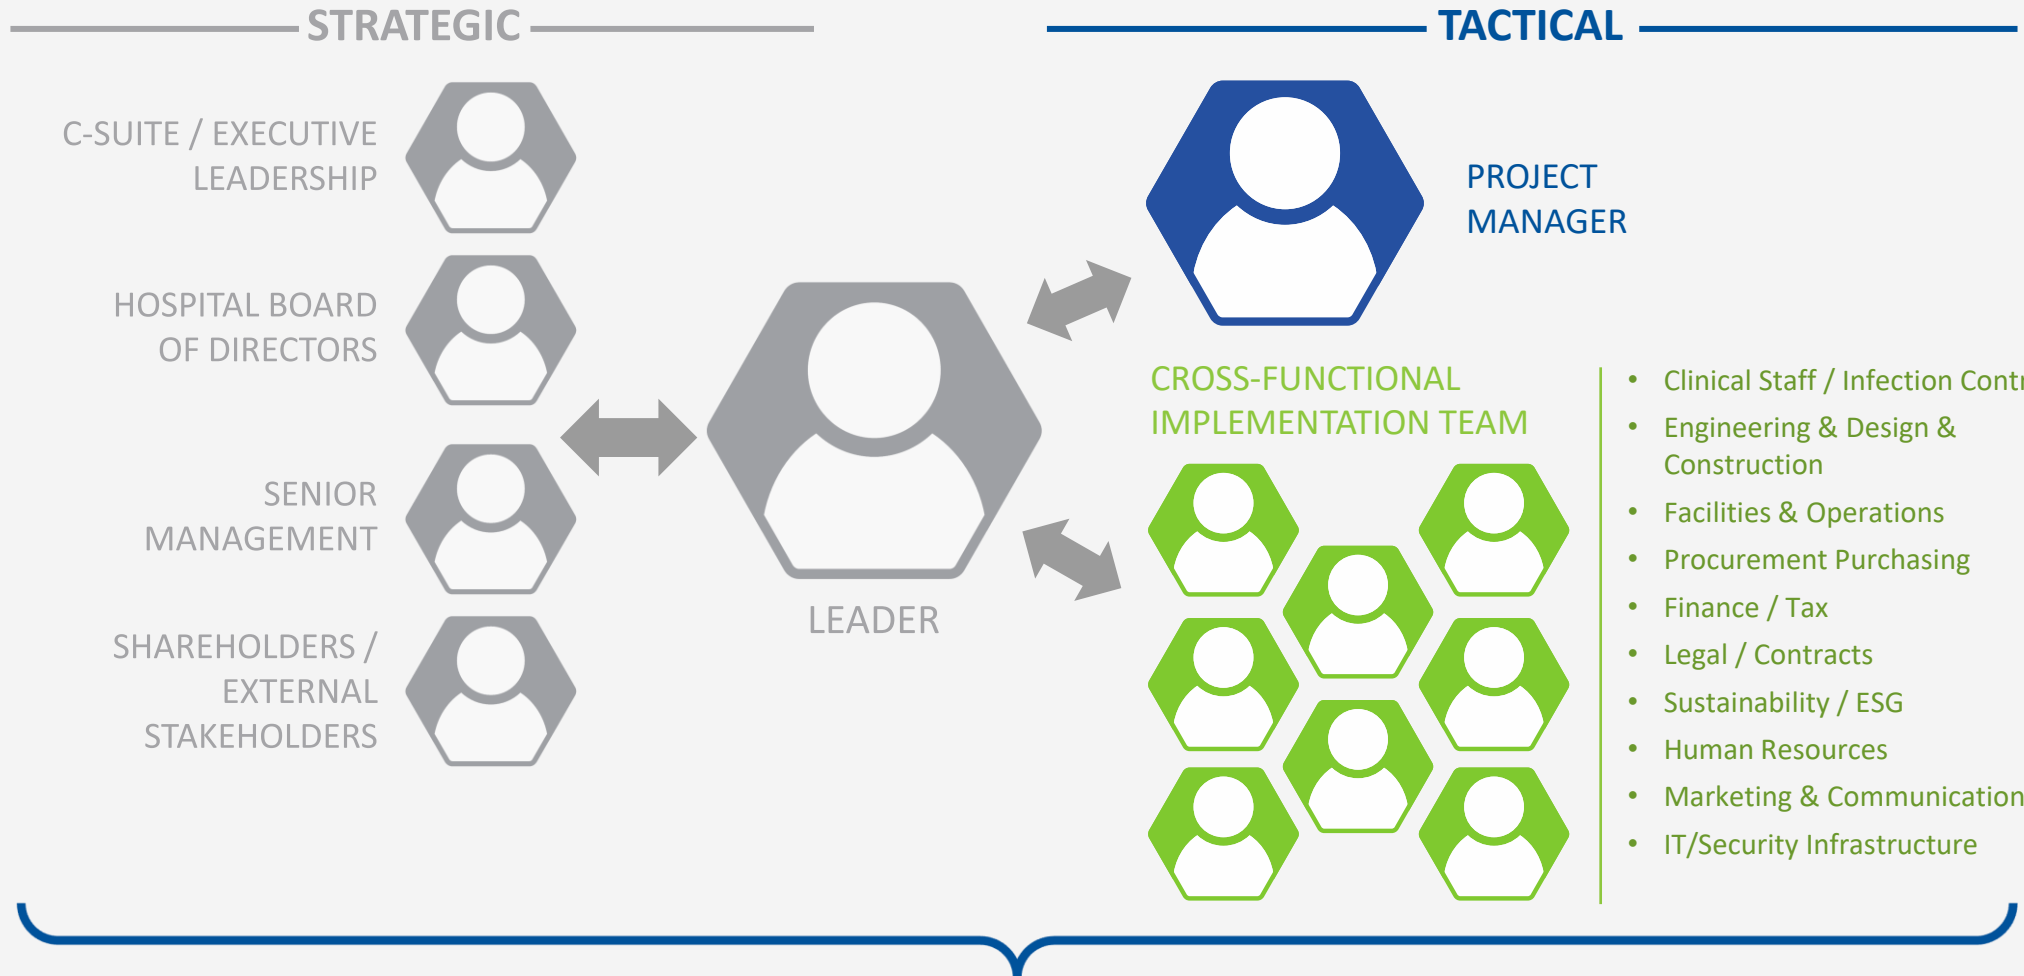 STRATEGIC
C-SUITE / EXECUTIVE
LEADERSHIP
HOSPITAL BOARD
OF DIRECTORS
SENIOR
MANAGEMENT
SHAREHOLDERS /
EXTERNAL
STAKEHOLDERS
LEADER
TACTICAL
PROJECT
MANAGER
CROSS-FUNCTIONAL
IMPLEMENTATION TEAM
• Clinical Staff / Infection
• Engineering & Design &
Construction
• Facilities & Operations
• Procurement Purchasing
• Finance / Tax
• Legal / Contracts
• Sustainability / ESG
• Human Resources
• Marketing & Communication
• IT/Security Infrastructure